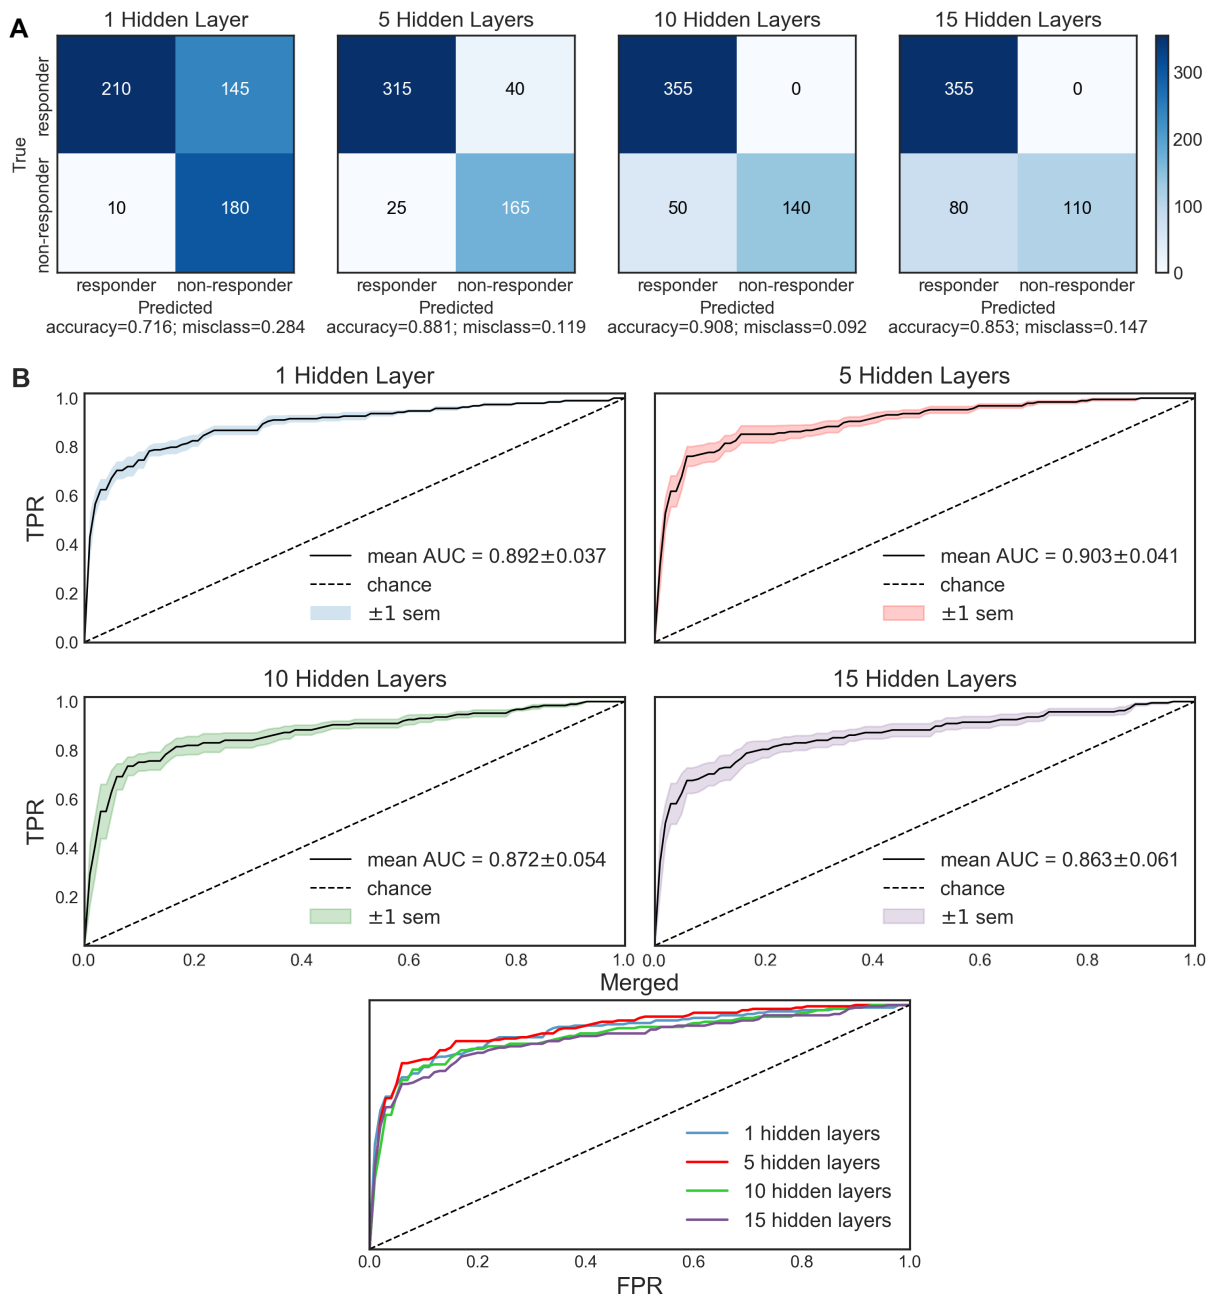 A
1 Hidden Layer
5 Hidden Layers
10 Hidden Layers
15 Hidden Layers
True
responder
non-responder
210
145
10
180
315
40
25
165
355
0
50
140
355
0
80
110
300
200
100
0
responder non-responder
Predicted
accuracy=0.716; misclass=0.284
responder non-responder
Predicted
accuracy=0.881; misclass=0.119
responder non-responder
Predicted
accuracy=0.908; misclass=0.092
responder non-responder
Predicted
accuracy=0.853; misclass=0.147
B
1 Hidden Layer
TPR
1.0
0.8
0.6
0.4
0.2
0.0
mean AUC = 0.892±0.037
chance
±1 sem
5 Hidden Layers
mean AUC = 0.903±0.041
chance
±1 sem
10 Hidden Layers
TPR
1.0
0.8
0.6
0.4
0.2
mean AUC = 0.872±0.054
chance
±1 sem
0.0 0.2 0.4 0.6 0.8 1.0
15 Hidden Layers
mean AUC = 0.863±0.061
chance
±1 sem
0.0 0.2 0.4 0.6 0.8 1.0
Merged
1 hidden layers
5 hidden layers
10 hidden layers
15 hidden layers
0.0 0.2 0.4 0.6 0.8 1.0
FPR